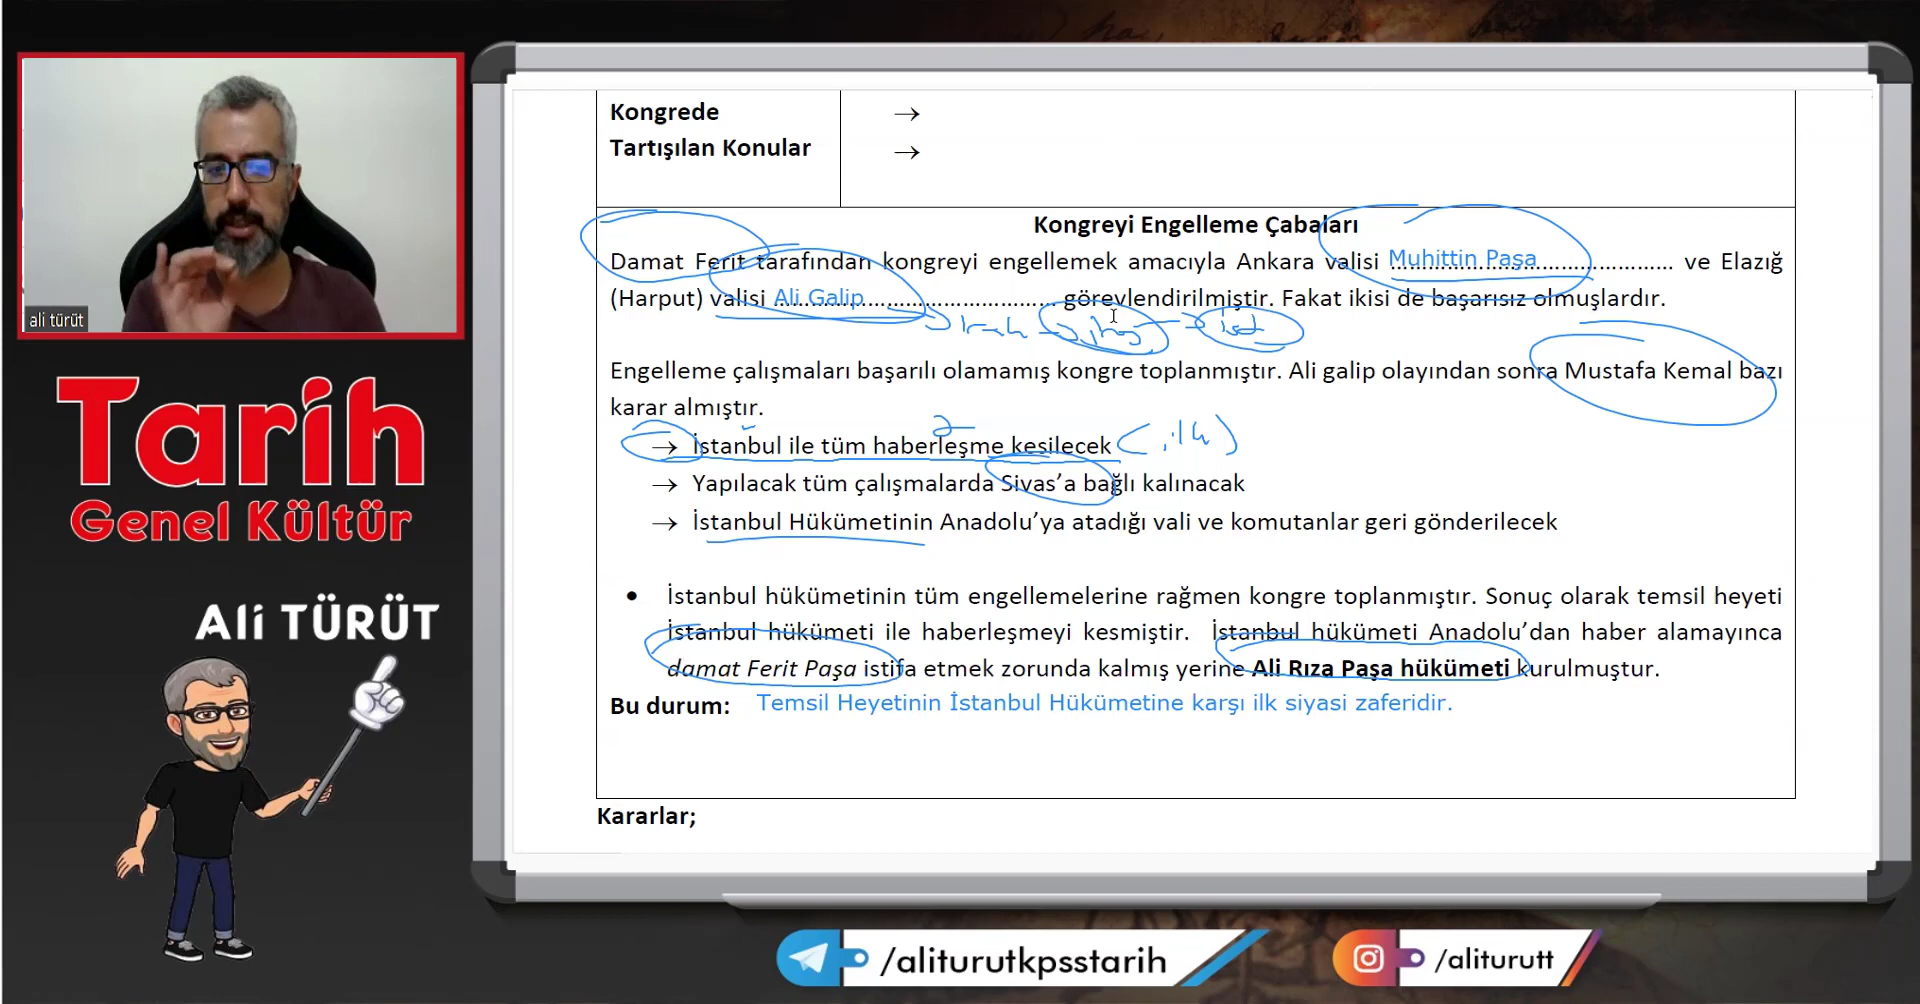 ali türüt
Tarih
Genel Kültür
Ali TÜRÜT
Kongrede
Tartışılan Konular
→
→
Kongreyi Engelleme Çabaları
Damat Ferit tarafından kongreyi engellemek amacıyla Ankara valisi Muhittin Paşa ve Elazığ
(Harput) valisi Ali Galip görevlendirilmiştir. Fakat ikisi de başarısız olmuşlardır.
Engelleme çalışmaları başarılı olamamış kongre toplanmıştır. Ali galip olayından sonra Mustafa Kemal bazı
karar almıştır.
→ İstanbul ile tüm haberleşme kesilecek (ilk)
→ Yapılacak tüm çalışmalarda Sivas'a bağlı kalınacak
→ İstanbul Hükümetinin Anadolu'ya atadığı vali ve komutanlar geri gönderilecek
• İstanbul hükümetinin tüm engellemelerine rağmen kongre toplanmıştır. Sonuç olarak temsil heyeti
İstanbul hükümeti ile haberleşmeyi kesmiştir. İstanbul hükümeti Anadolu'dan haber alamayınca
damat Ferit Paşa istifa etmek zorunda kalmış yerine Ali Rıza Paşa hükümeti kurulmuştur.
Bu durum: Temsil Heyetinin İstanbul Hükümetine karşı ilk siyasi zaferidir.
Kararlar;
/aliturutkpsstarih
/aliturutt